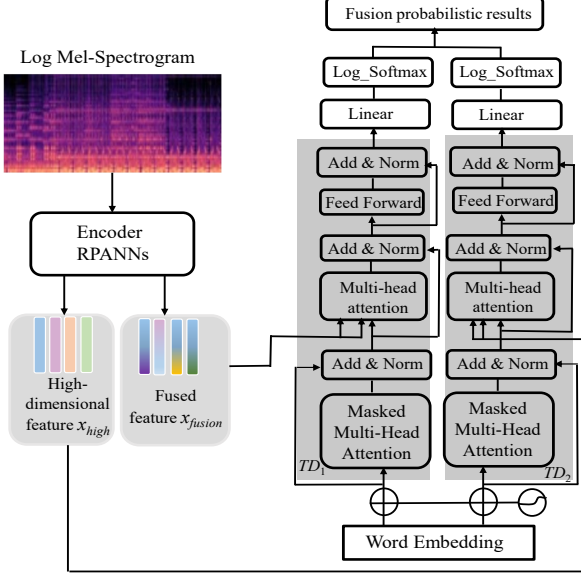 Fusion probabilistic results
Log Mel-Spectrogram
Log_Softmax
Log_Softmax
Linear
Linear
Add & Norm
Add & Norm
Feed Forward
Feed Forward
Encoder
RPANNs
Add & Norm
Add & Norm
Multi-head
attention
Multi-head
attention
Add & Norm
Add & Norm
High-
dimensional
feature x_high
Fused
feature x_fusion
Masked
Multi-Head
Attention
Masked
Multi-Head
Attention
TD_1
TD_2
Word Embedding